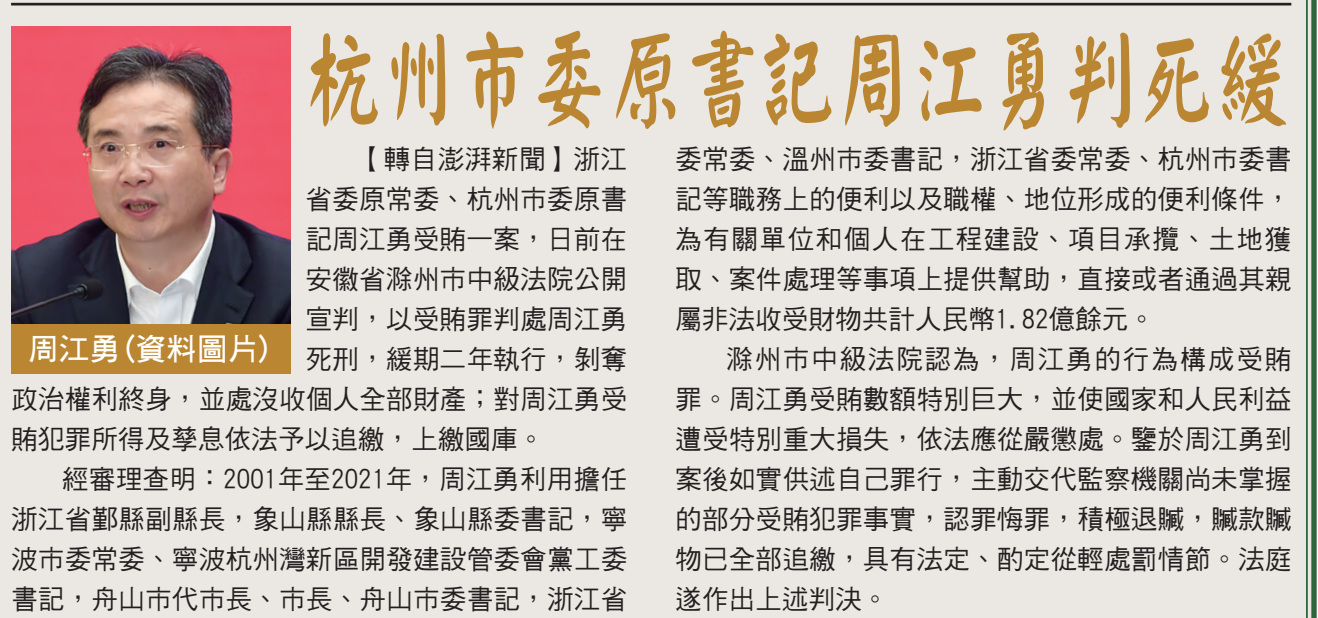 杭州市委原書記周江勇判死緩
周江勇(資料圖片)
【轉自澎湃新聞】浙江
省委原常委、杭州市委原書
記周江勇受賄一案，日前在
安徽省滁州市中級法院公開
宣判，以受賄罪判處周江勇
死刑，緩期二年執行，剝奪
政治權利終身，並處沒收個人全部財產；對周江勇受
賄犯罪所得及孳息依法予以追繳，上繳國庫。
經審理查明：2001年至2021年，周江勇利用擔任
浙江省鄞縣副縣長，象山縣縣長、象山縣委書記，寧
波市委常委、寧波杭州灣新區開發建設管委會黨工委
書記，舟山市代市長、市長、舟山市委書記，浙江省
委常委、溫州市委書記，浙江省委常委、杭州市委書
記等職務上的便利以及職權、地位形成的便利條件，
為有關單位和個人在工程建設、項目承攬、土地獲
取、案件處理等事項上提供幫助，直接或者通過其親
屬非法收受財物共計人民幣1.82億餘元。
滁州市中級法院認為，周江勇的行為構成受賄
罪。周江勇受賄數額特別巨大，並使國家和人民利益
遭受特別重大損失，依法應從嚴懲處。鑒於周江勇到
案後如實供述自己罪行，主動交代監察機關尚未掌握
的部分受賄犯罪事實，認罪悔罪，積極退贓，贓款贓
物已全部追繳，具有法定、酌定從輕處罰情節。法庭
遂作出上述判決。